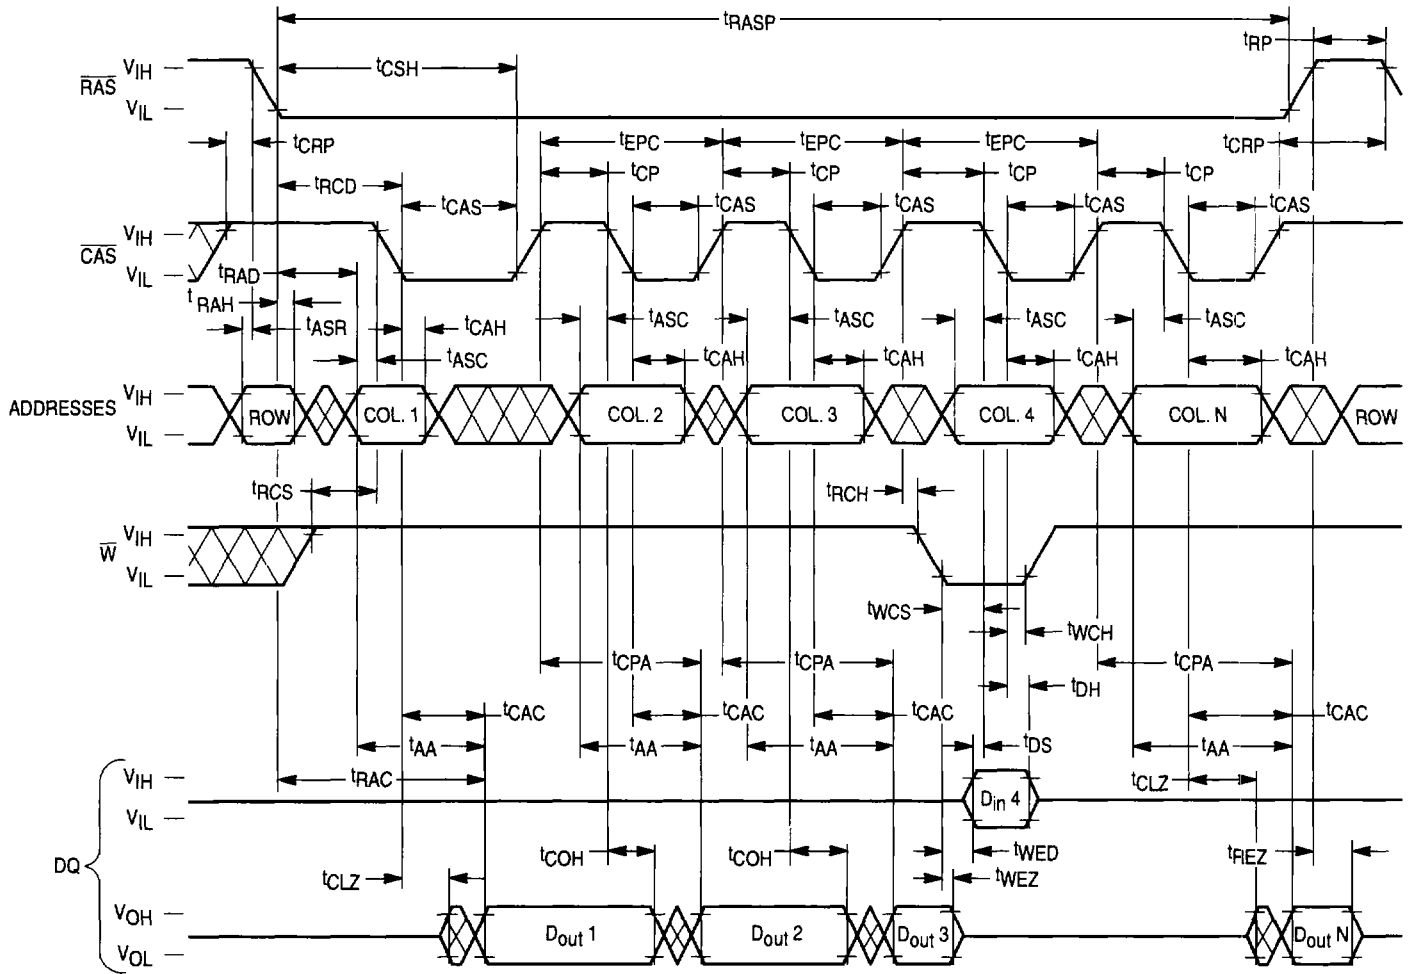 tRASP
tRP
tCSH
RAS
VIH
VIL
tCRP
tEPC
tEPC
tEPC
tCRP
tRCD
tCP
tCP
tCP
tCP
tCAS
tCAS
tCAS
tCAS
tCAS
CAS
VIH
VIL
tRAD
tRAH
tASR
tCAH
tASC
tASC
tASC
tASC
tASC
tCAH
tCAH
tCAH
tCAH
ADDRESSES
VIH
VIL
ROW
COL. 1
COL. 2
COL. 3
COL. 4
COL. N
ROW
tRCS
tRCH
W
VIH
VIL
tWCS
tWCH
tCPA
tCPA
tCPA
tDH
tCAC
tCAC
tCAC
tCAC
tAA
tAA
tAA
tDS
tAA
tRAC
VIH
VIL
Din 4
tCLZ
DQ
tCOH
tCOH
tWED
tREZ
tCLZ
tWEZ
VOH
VOL
Dout 1
Dout 2
Dout 3
Dout N